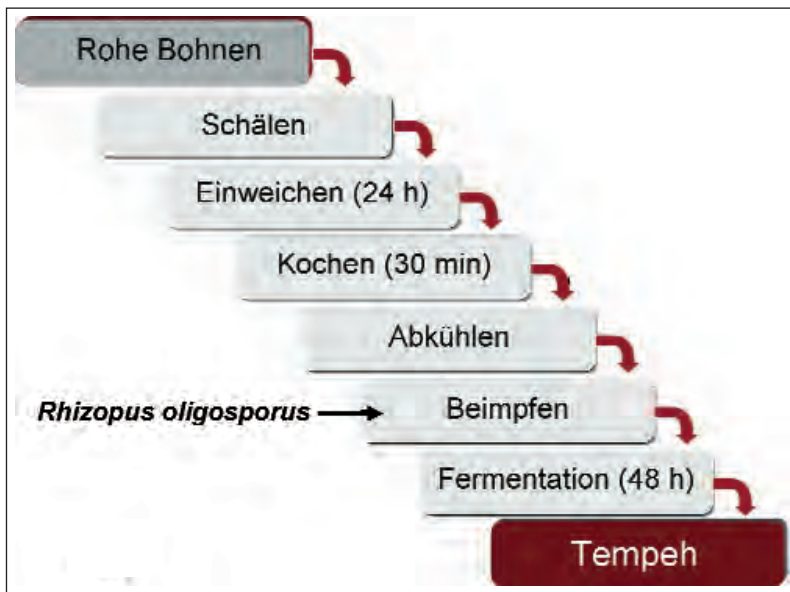 Rohe Bohnen
Schälen
Einweichen (24 h)
Kochen (30 min)
Abkühlen
Rhizopus oligosporus
Beimpfen
Fermentation (48 h)
Tempeh